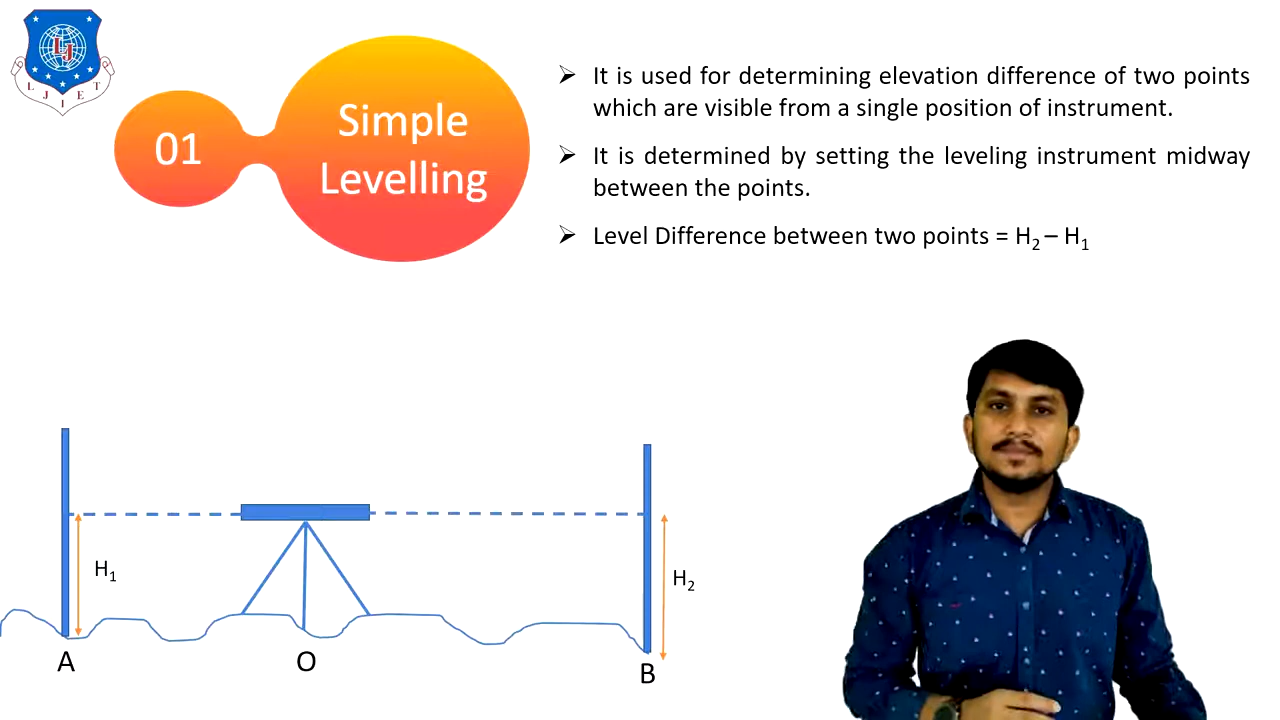 LJIET
LJ
01
Simple
Levelling
➢ It is used for determining elevation difference of two points
which are visible from a single position of instrument.
➢ It is determined by setting the leveling instrument midway
between the points.
➢ Level Difference between two points = H₂ – H₁
H₁
H₂
A
O
B